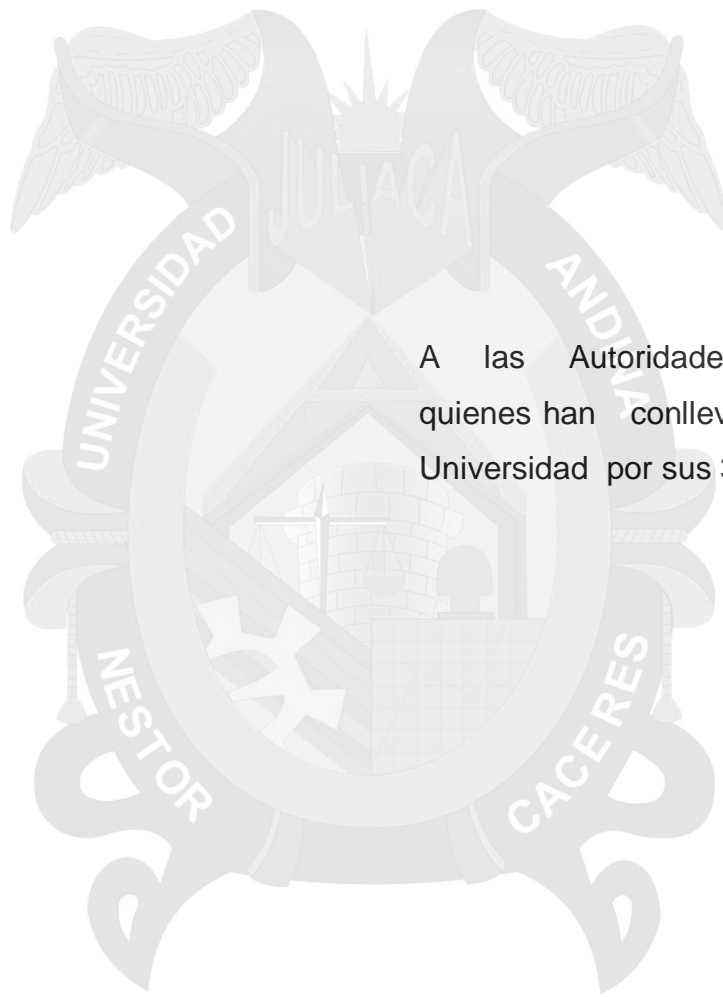 JULIACA
UNIVERSIDAD
ANDINA
A las Autoridade
quienes han conllev
Universidad por sus
NESTOR
CACERES